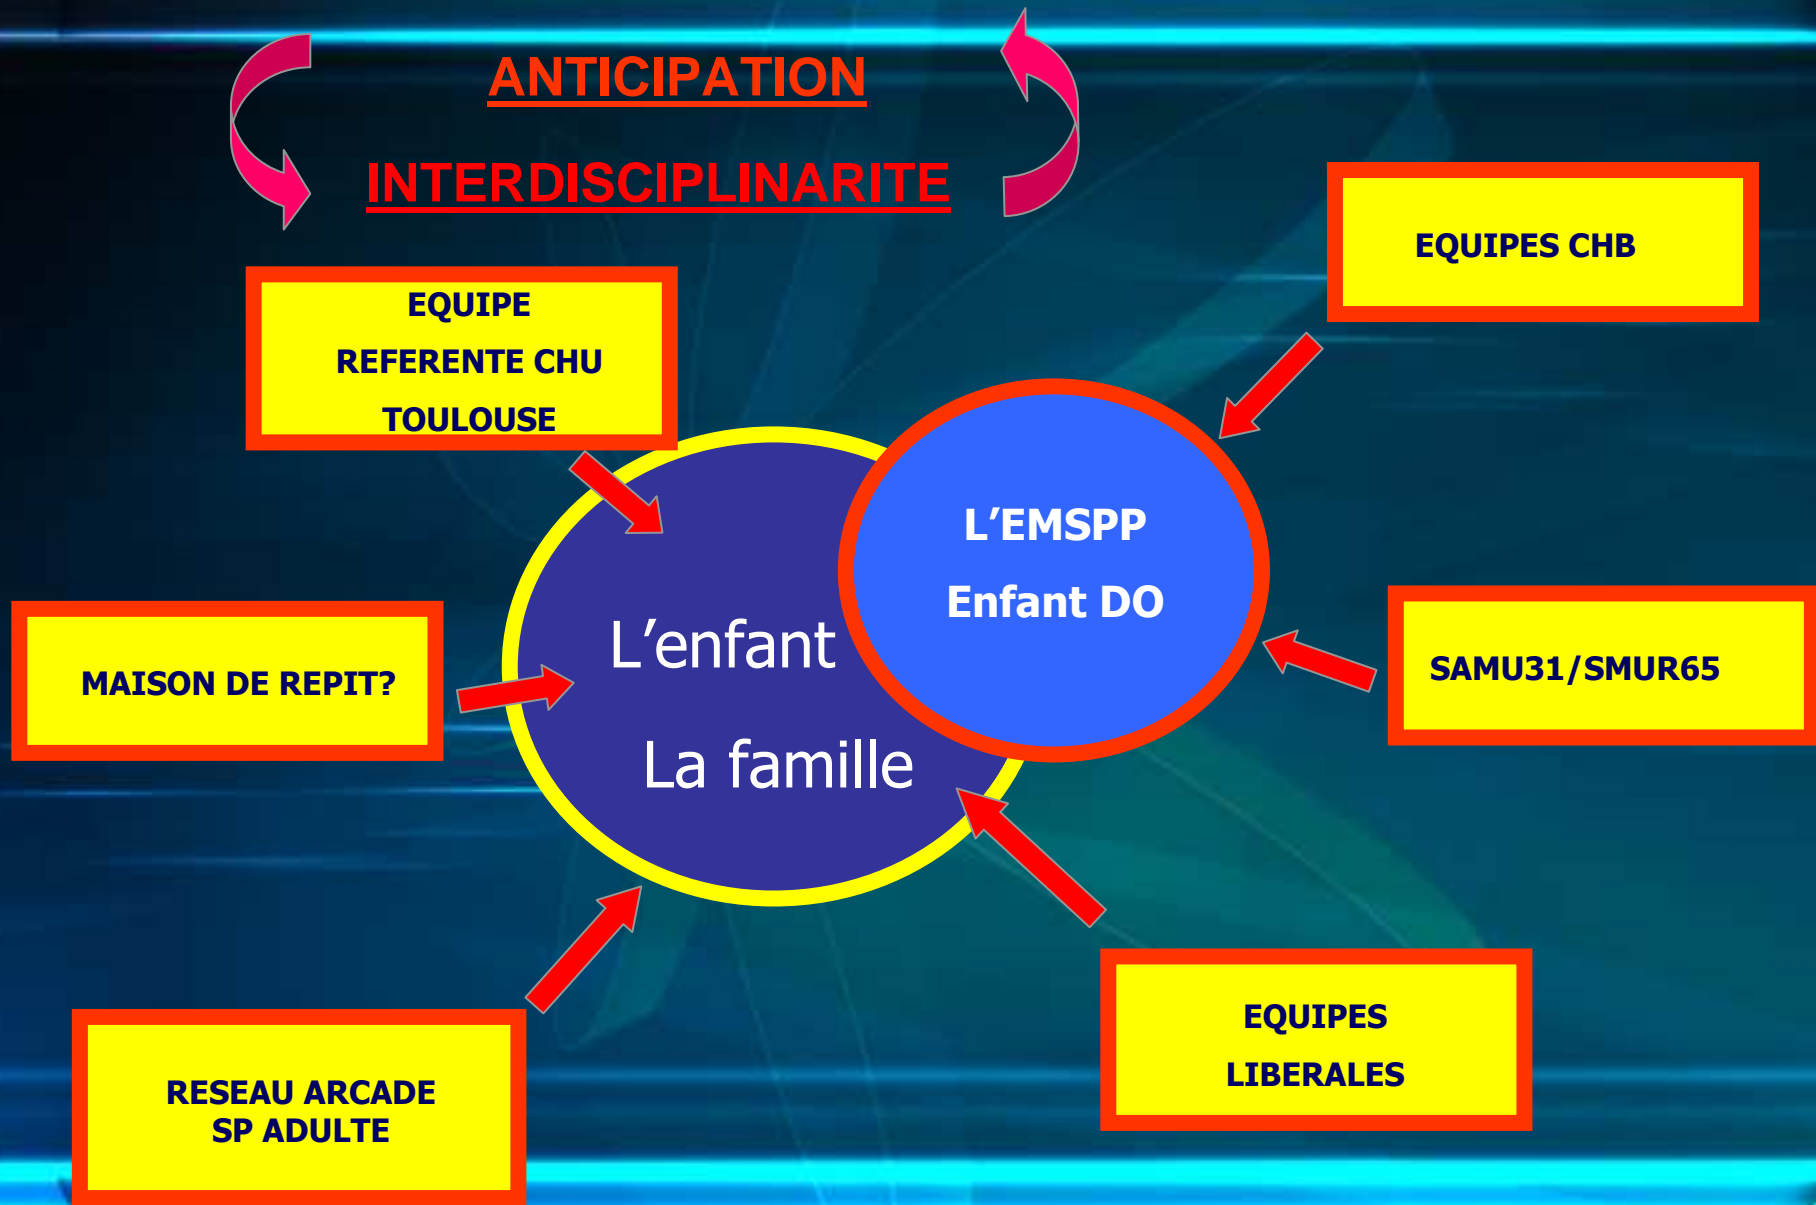 ANTICIPATION
INTERDISCIPLINARITE
EQUIPES CHB
EQUIPE
REFERENTE CHU
TOULOUSE
L’EMSPP
Enfant DO
L’enfant
La famille
MAISON DE REPIT?
SAMU31/SMUR65
EQUIPES
LIBERALES
RESEAU ARCADE
SP ADULTE